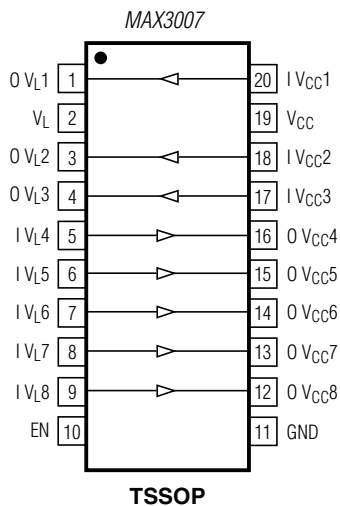 MAX3007
O VL1 1 20 I VCC1
VL 2 19 VCC
O VL2 3 18 I VCC2
O VL3 4 17 I VCC3
I VL4 5 16 O VCC4
I VL5 6 15 O VCC5
I VL6 7 14 O VCC6
I VL7 8 13 O VCC7
I VL8 9 12 O VCC8
EN 10 11 GND
TSSOP